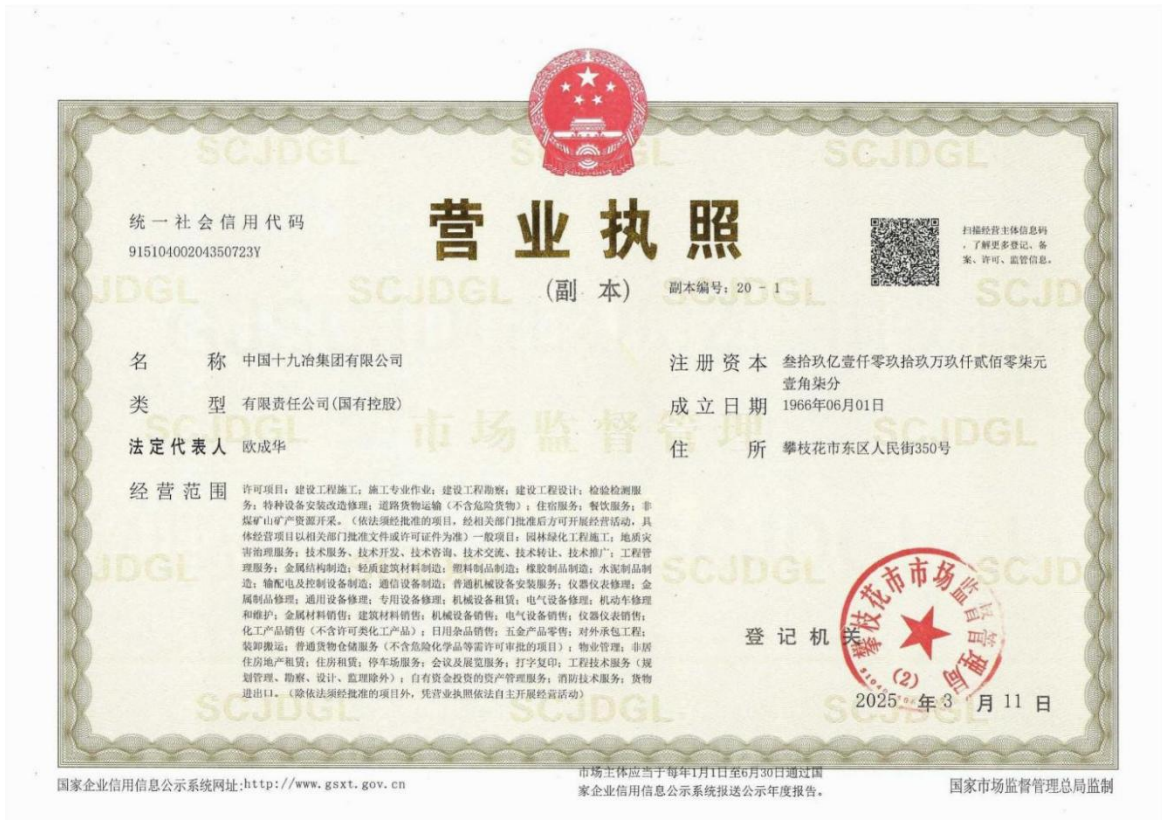 SCJDGL
SCJDGL
SCJDGL
统一社会信用代码
91510400204350723Y
营业执照
(副 本)
副本编号：20 - 1
扫描经营主体信息码
，了解更多登记、备
案、许可、监管信息。
JDGL
SCJDGL
SCJDGL
SCJD
名 称 中国十九冶集团有限公司
类 型 有限责任公司(国有控股)
法定代表人 欧成华
经营范围 许可项目：建设工程施工；施工专业作业；建设工程勘察；建设工程设计；检验检测服
务；特种设备安装改造修理；道路货物运输（不含危险货物）；住宿服务；餐饮服务；非
煤矿山矿产资源开采。（依法须经批准的项目，经相关部门批准后方可开展经营活动，具
体经营项目以相关部门批准文件或许可证件为准）一般项目：园林绿化工程施工；地质灾
害治理服务；技术服务、技术开发、技术咨询、技术交流、技术转让、技术推广；工程管
理服务；金属结构制造；轻质建筑材料制造；塑料制品制造；橡胶制品制造；水泥制品制
造；输配电及控制设备制造；通信设备制造；普通机械设备安装服务；仪器仪表修理；金
属制品修理；通用设备修理；专用设备修理；机械设备租赁；电气设备修理；机动车修理
和维护；金属材料销售；建筑材料销售；机械设备销售；电气设备销售；仪器仪表销售；
化工产品销售（不含许可类化工产品）；日用杂品销售；五金产品零售；对外承包工程；
装卸搬运；普通货物仓储服务（不含危险化学品等需许可审批的项目）；物业管理；非居
住房地产租赁；住房租赁；停车场服务；会议及展览服务；打字复印；工程技术服务（规
划管理、勘察、设计、监理除外）；自有资金投资的资产管理服务；消防技术服务；货物
进出口。（除依法须经批准的项目外，凭营业执照依法自主开展经营活动）
注册资本 叁拾玖亿壹仟零玖拾玖万玖仟贰佰零柒元
壹角柒分
成立日期 1966年06月01日
住 所 攀枝花市东区人民街350号
SCJDGL
市场监督管理
SCJDGL
JDGL
SCJDGL
SCJDGL
登记机关
攀枝花市市场监督管理局
(2)
2025 年 3 月 11 日
SCJDGL
SCJDGL
SCJDGL
国家企业信用信息公示系统网址:http://www.gsxt.gov.cn
市场主体应当于每年1月1日至6月30日通过国
家企业信用信息公示系统报送公示年度报告。
国家市场监督管理总局监制